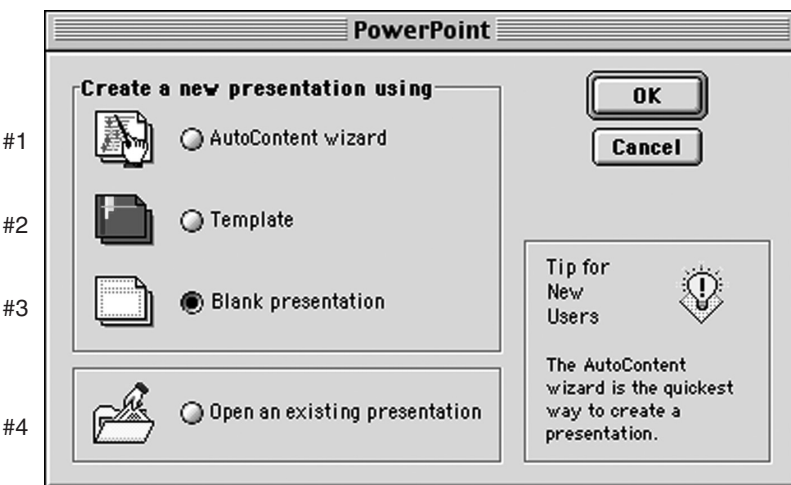 PowerPoint
Create a new presentation using
#1
AutoContent wizard
#2
Template
#3
Blank presentation
#4
Open an existing presentation
OK
Cancel
Tip for
New
Users
The AutoContent
wizard is the quickest
way to create a
presentation.